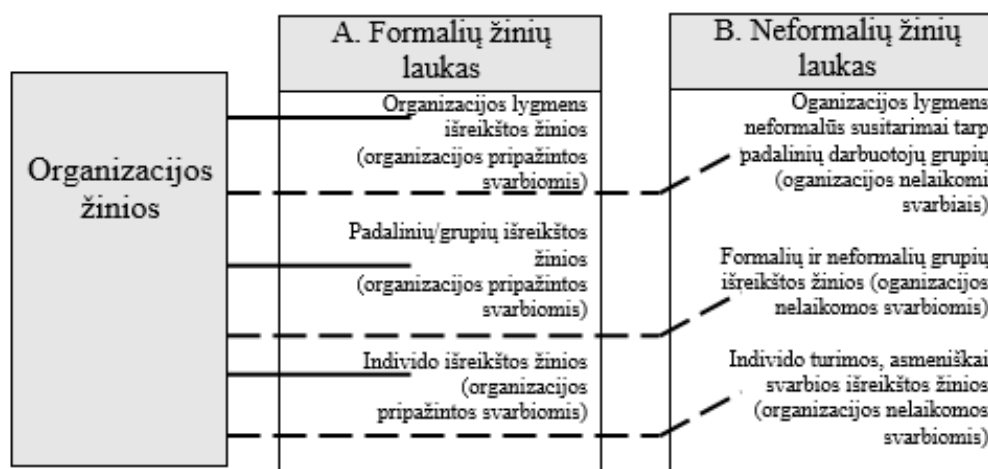 Organizacijos
žinios
A. Formalių žinių
laukas
Organizacijos lygmens
išreikštos žinios
(organizacijos pripažintos
svarbiomis)
Padalinių/grupių išreikštos
žinios
(organizacijos pripažintos
svarbiomis)
Individo išreikštos žinios
(organizacijos
pripažintos svarbiomis)
B. Neformalių žinių
laukas
Oganizacijos lygmens
neformalūs susitarimai tarp
padalinių darbuotojų grupių
(oganizacijos nelaikomi
svarbiais)
Formalių ir neformalių grupių
išreikštos žinios (oganizacijos
nelaikomos svarbiomis)
Individo turimos, asmeniškai
svarbios išreikštos žinios
(organizacijos nelaikomos
svarbiomis)